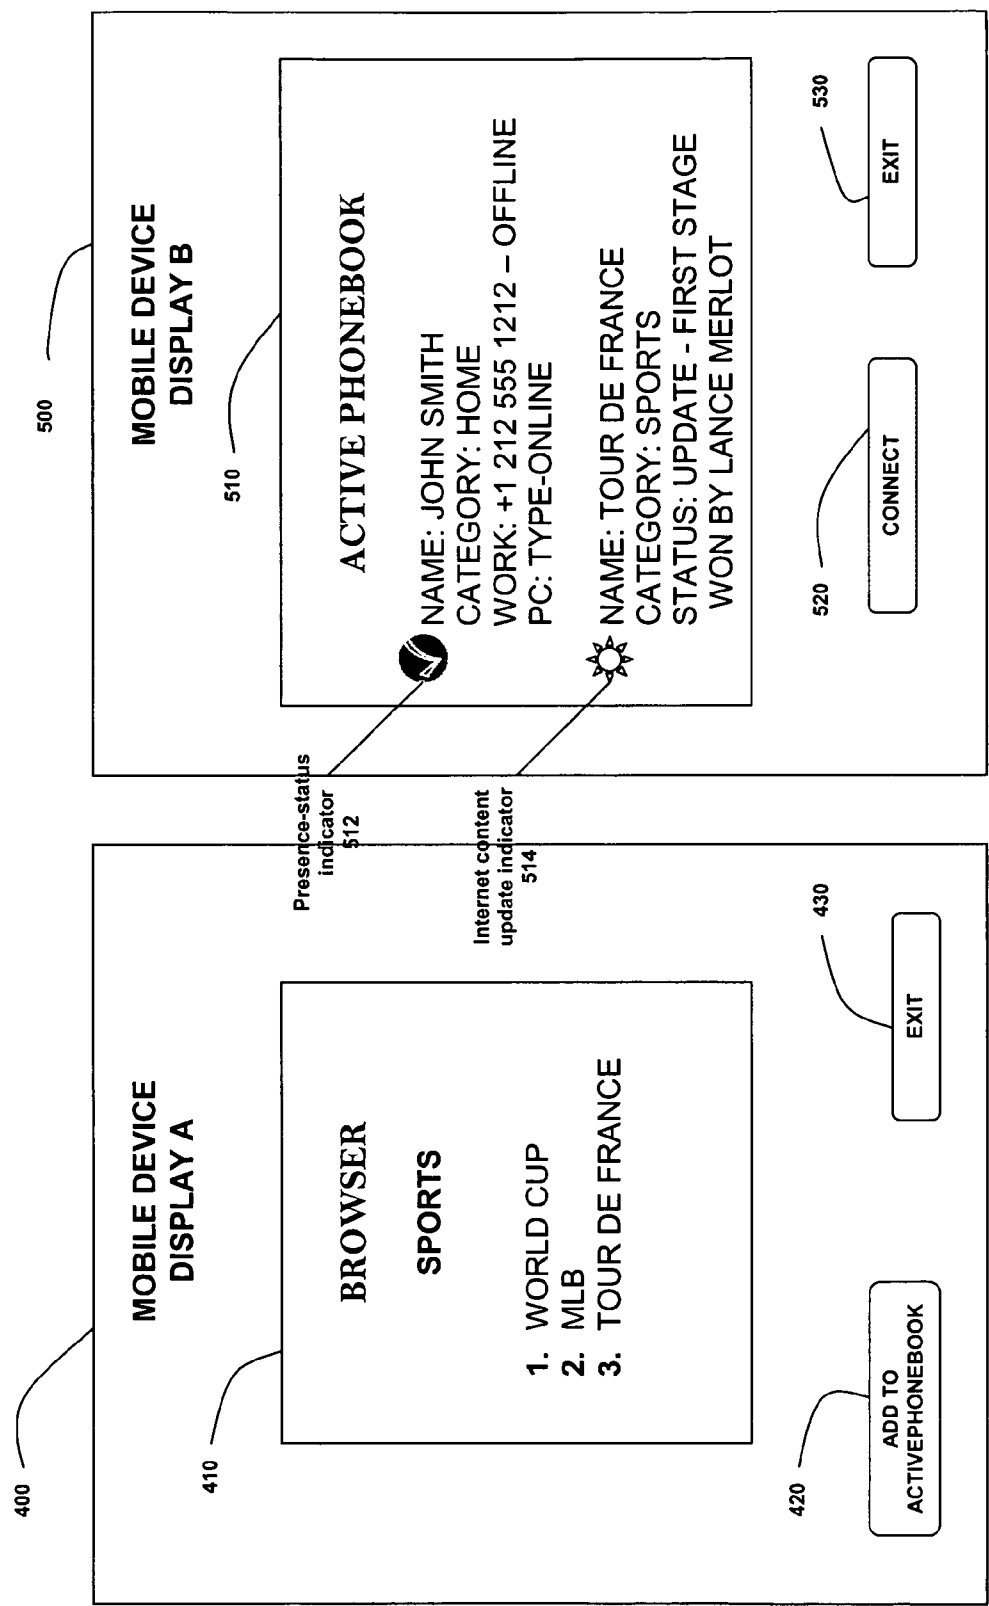 400
MOBILE DEVICE
DISPLAY A
410
BROWSER
SPORTS
1. WORLD CUP
2. MLB
3. TOUR DE FRANCE
420
ADD TO
ACTIVEPHONEBOOK
430
EXIT
500
MOBILE DEVICE
DISPLAY B
510
ACTIVE PHONEBOOK
Presence-status
indicator
512
NAME: JOHN SMITH
CATEGORY: HOME
WORK: +1 212 555 1212 – OFFLINE
PC: TYPE-ONLINE
Internet content
update indicator
514
NAME: TOUR DE FRANCE
CATEGORY: SPORTS
STATUS: UPDATE - FIRST STAGE
WON BY LANCE MERLOT
520
CONNECT
530
EXIT